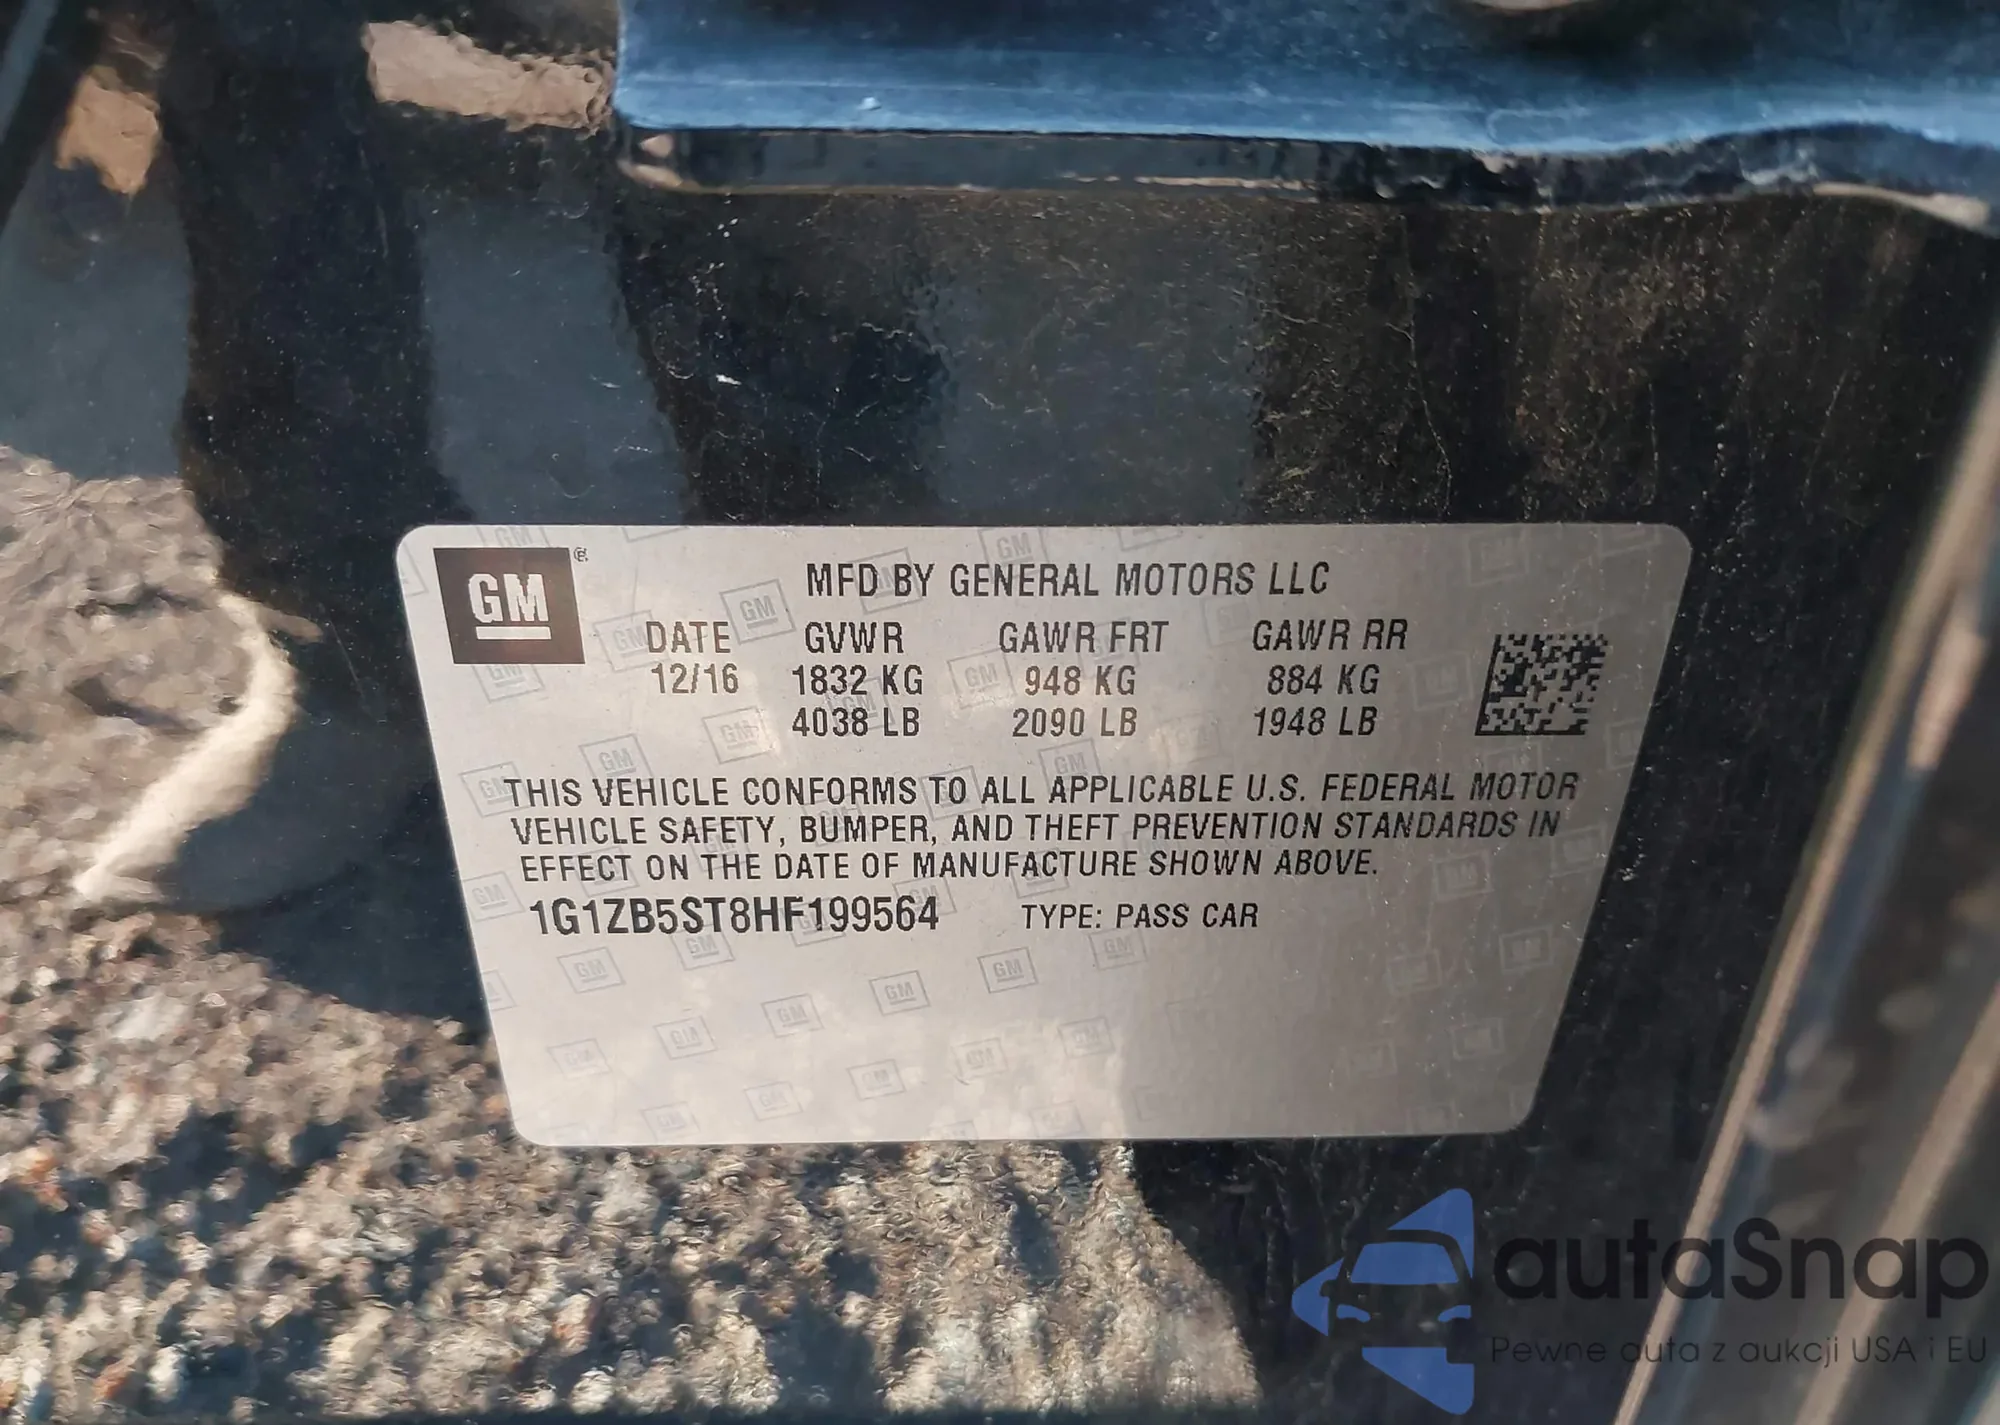 GM ®
MFD BY GENERAL MOTORS LLC
DATE GVWR GAWR FRT GAWR RR
12/16 1832 KG 948 KG 884 KG
4038 LB 2090 LB 1948 LB
THIS VEHICLE CONFORMS TO ALL APPLICABLE U.S. FEDERAL MOTOR
VEHICLE SAFETY, BUMPER, AND THEFT PREVENTION STANDARDS IN
EFFECT ON THE DATE OF MANUFACTURE SHOWN ABOVE.
1G1ZB5ST8HF199564 TYPE: PASS CAR
autaSnap
Pewne auta z aukcji USA i EU